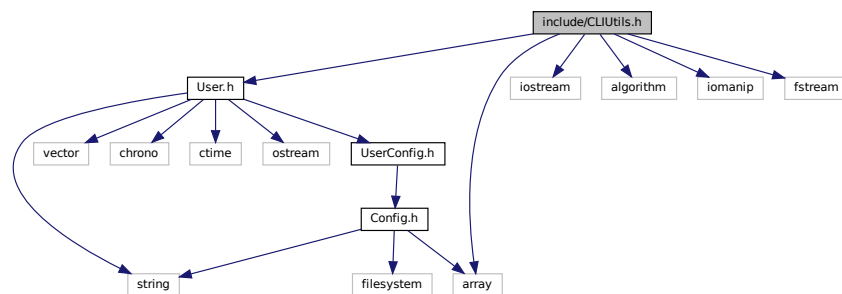 include/CLIUtils.h
User.h
iostream
algorithm
iomanip
fstream
vector
chrono
ctime
ostream
UserConfig.h
Config.h
string
filesystem
array